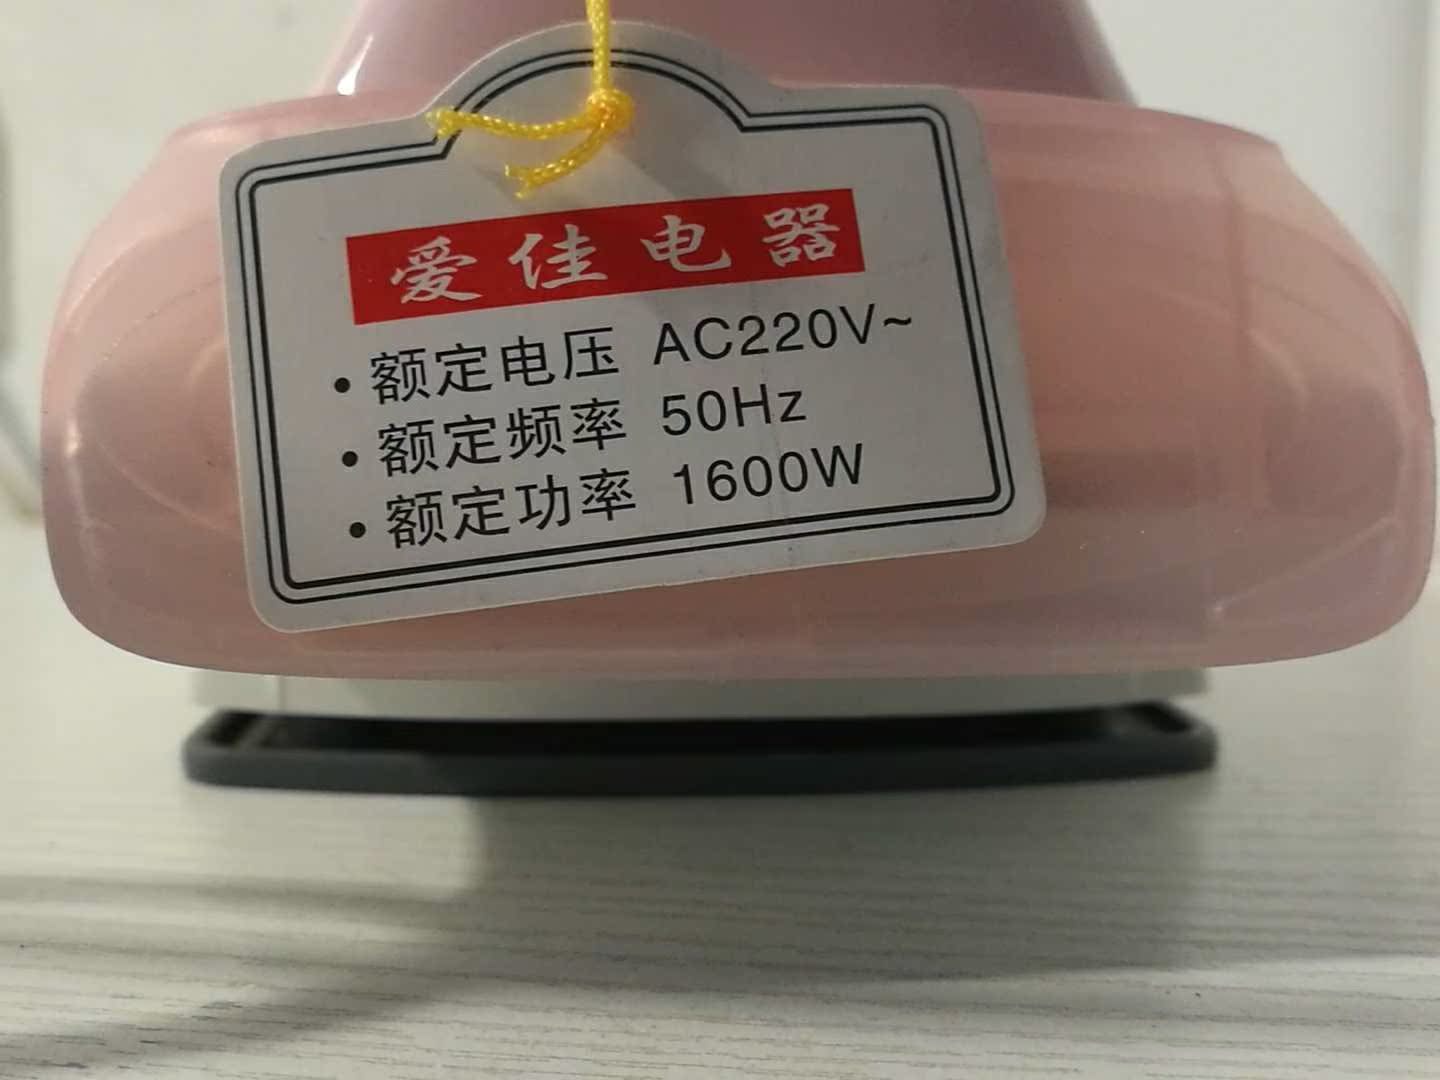 爱佳电器
•额定电压 AC220V~
•额定频率 50Hz
•额定功率 1600W